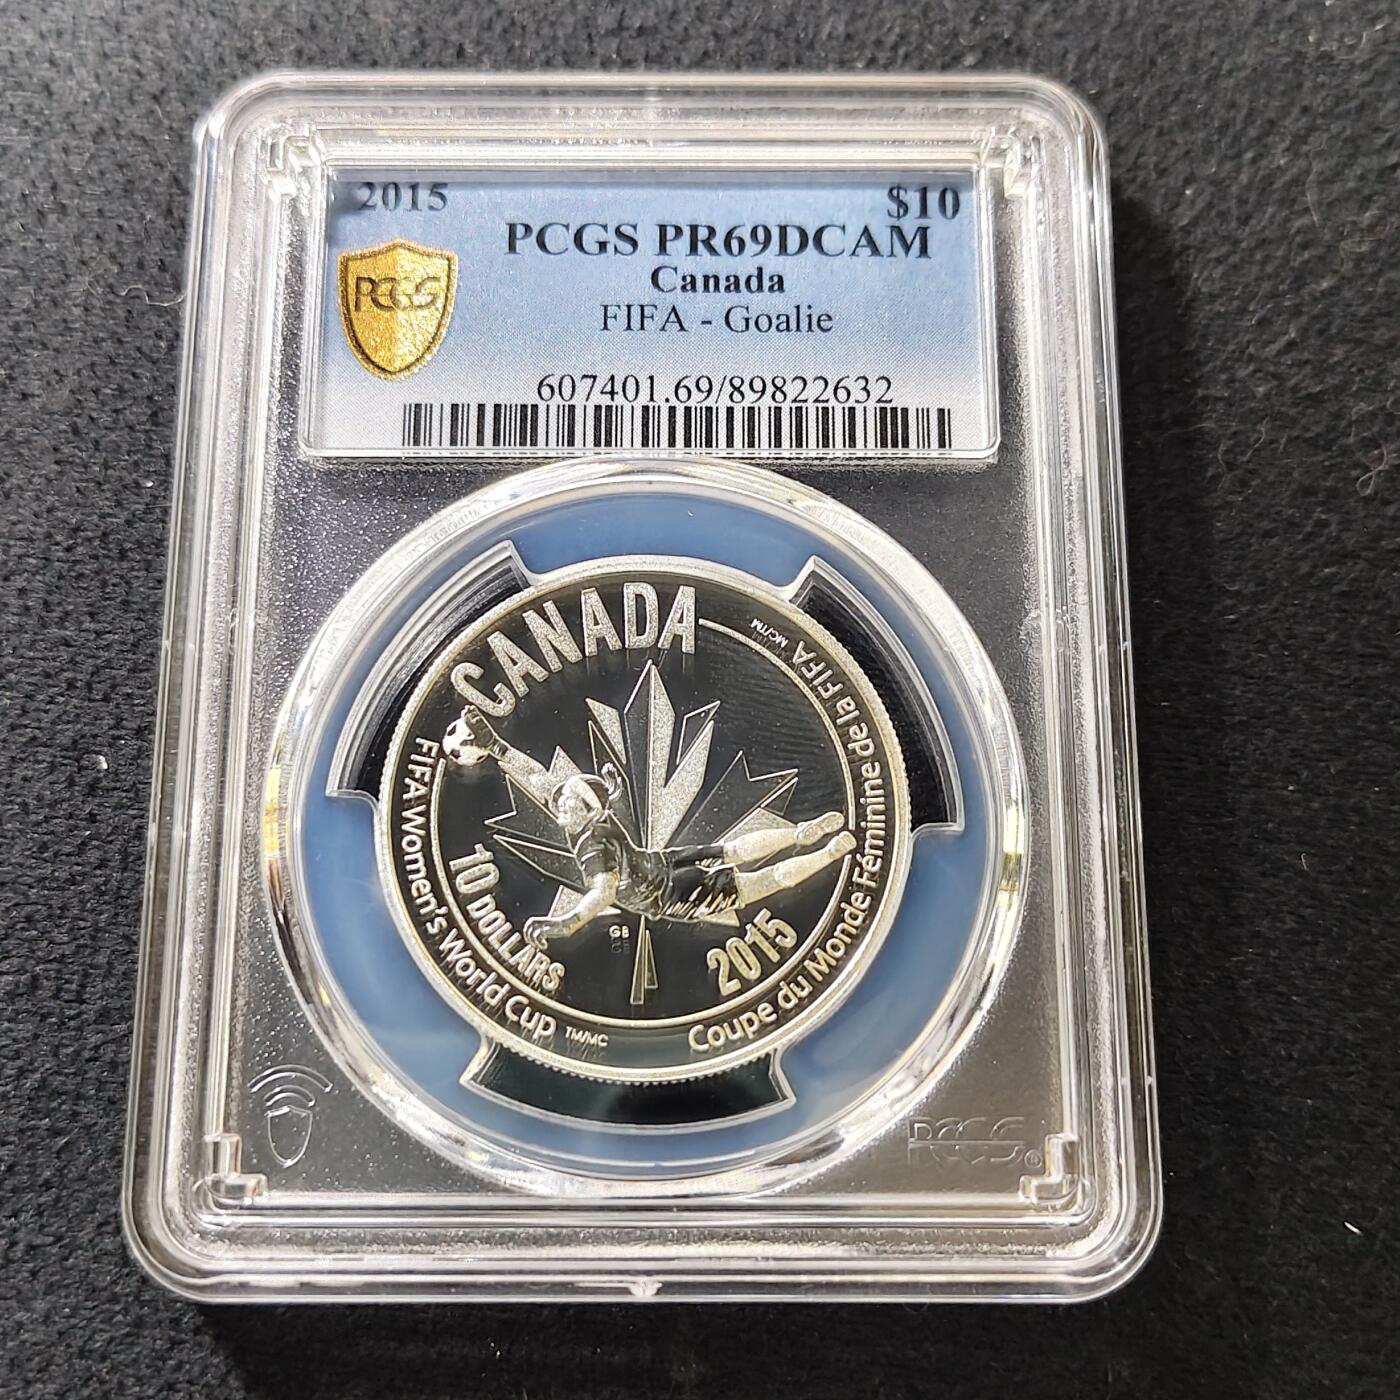 2015 $10
PCGS PR69DCAM
Canada
FIFA - Goalie
PCGS
607401.69/89822632
CANADA
FIFA Women's World Cup TM/MC
Coupe du Monde Féminine de la FIFA MC/TM
10 DOLLARS
2015
GB
PCGS®